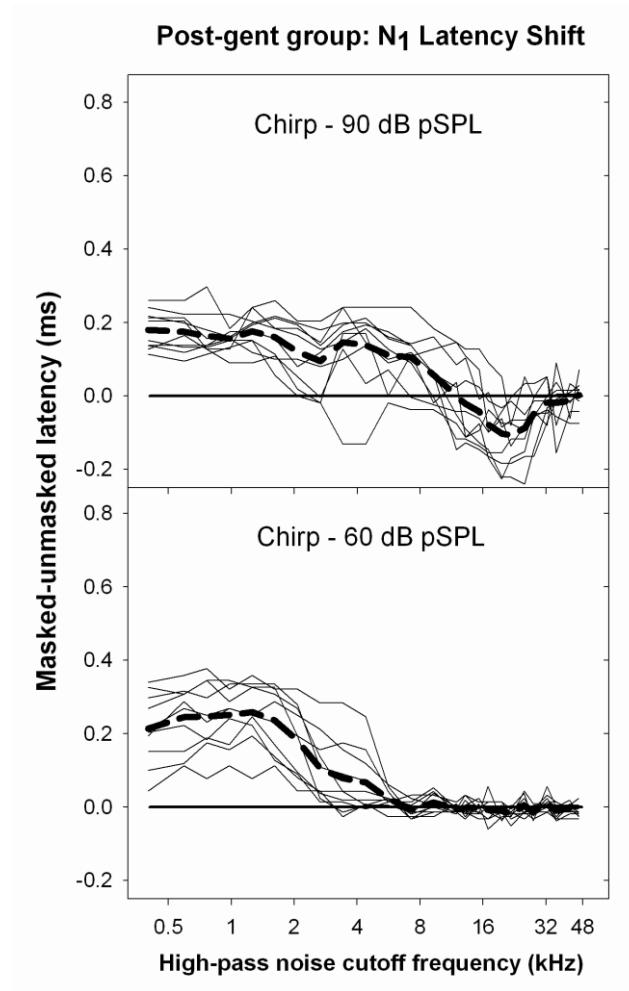 Post-gent group: N1 Latency Shift
0.8
Chirp - 90 dB pSPL
0.6
0.4
0.2
0.0
-0.2
Masked-unmasked latency (ms)
0.8
Chirp - 60 dB pSPL
0.6
0.4
0.2
0.0
-0.2
0.5 1 2 4 8 16 32 48
High-pass noise cutoff frequency (kHz)